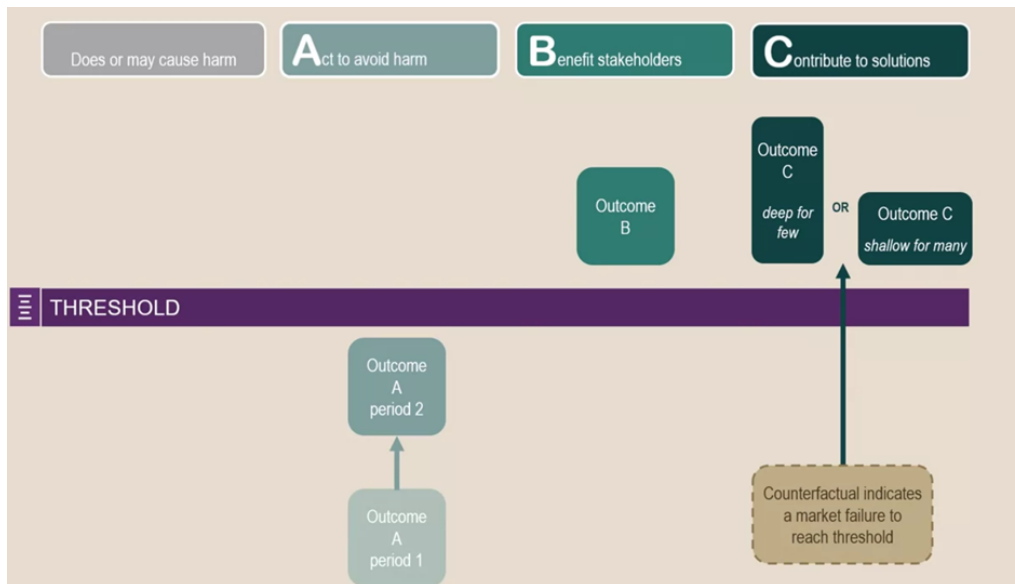 Does or may cause harm
Act to avoid harm
Benefit stakeholders
Contribute to solutions
Outcome
C
deep for
few
OR
Outcome C
shallow for many
Outcome
B
THRESHOLD
Outcome
A
period 2
Outcome
A
period 1
Counterfactual indicates
a market failure to
reach threshold